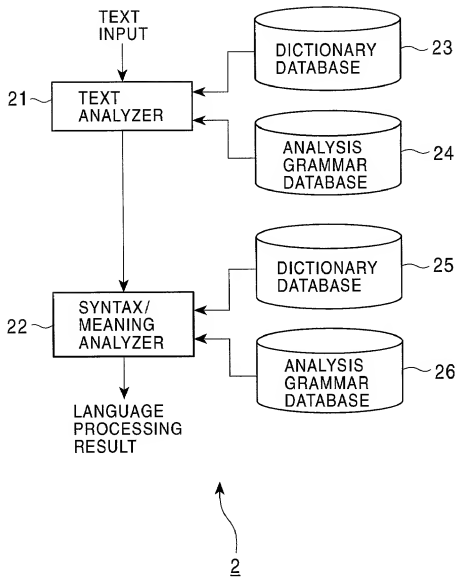 TEXT
INPUT
21
TEXT
ANALYZER
DICTIONARY
DATABASE
23
ANALYSIS
GRAMMAR
DATABASE
24
22
SYNTAX/
MEANING
ANALYZER
DICTIONARY
DATABASE
25
ANALYSIS
GRAMMAR
DATABASE
26
LANGUAGE
PROCESSING
RESULT
2